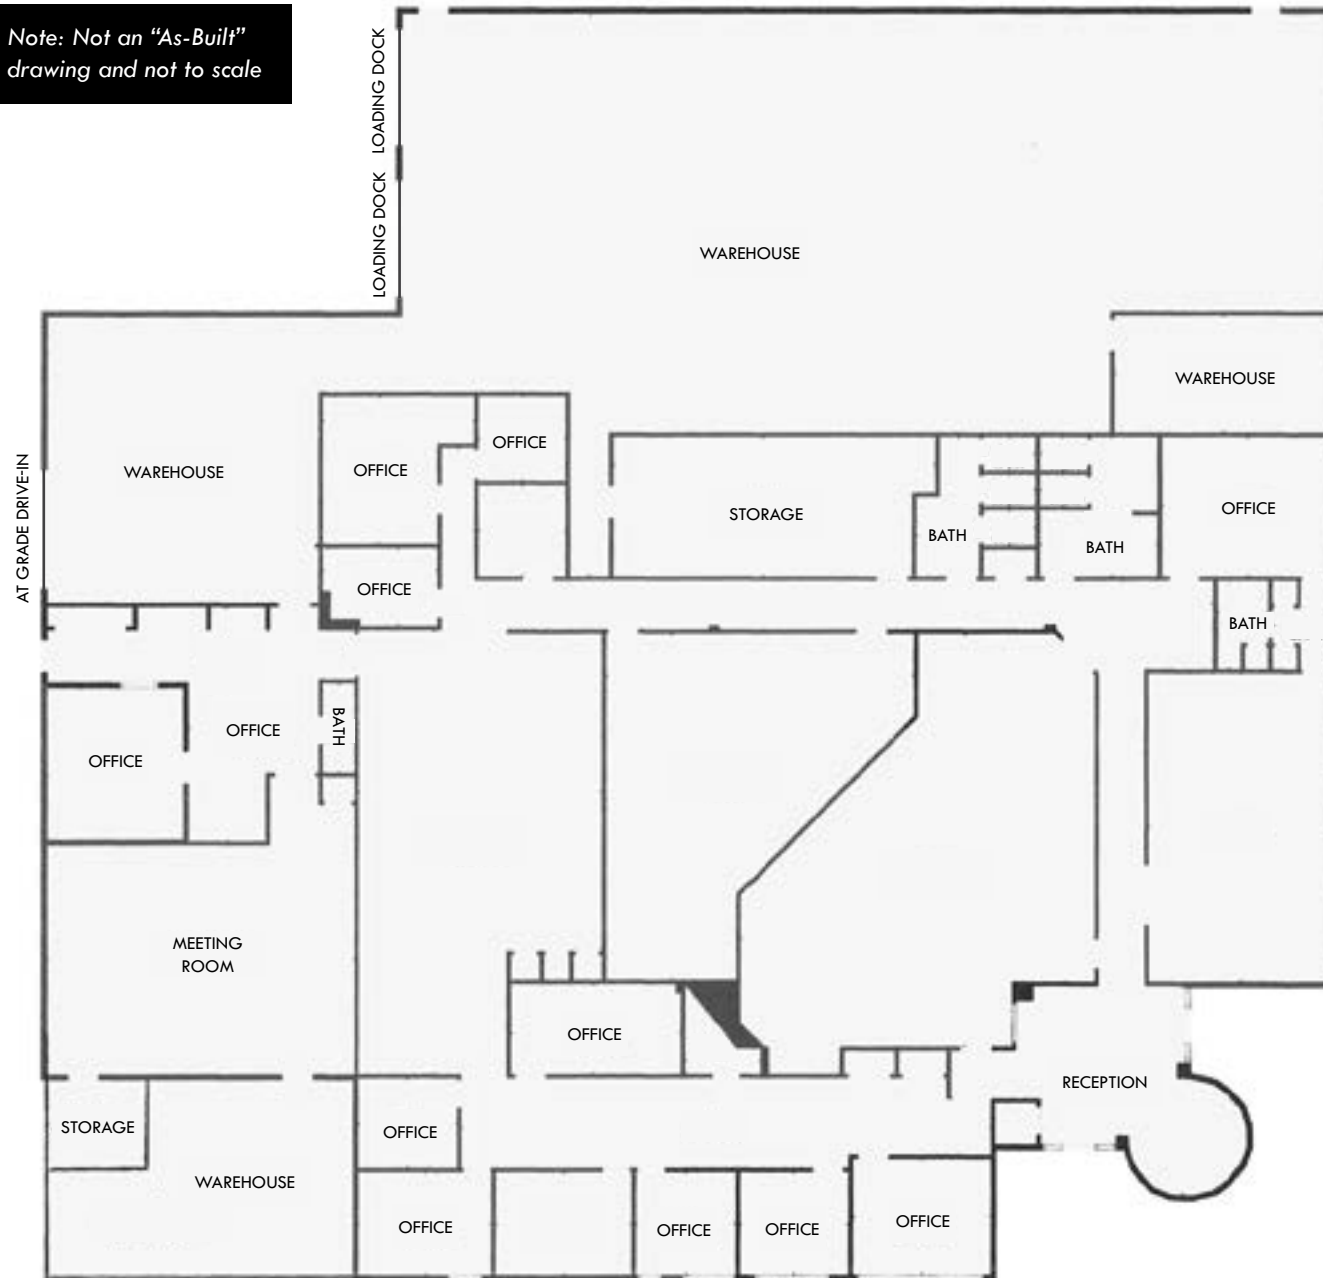 Note: Not an “As-Built”
drawing and not to scale
LOADING DOCK
LOADING DOCK
WAREHOUSE
WAREHOUSE
OFFICE
OFFICE
WAREHOUSE
AT GRADE DRIVE-IN
STORAGE
OFFICE
BATH
BATH
OFFICE
BATH
OFFICE
BATH
OFFICE
MEETING
ROOM
OFFICE
RECEPTION
STORAGE
OFFICE
WAREHOUSE
OFFICE
OFFICE
OFFICE
OFFICE